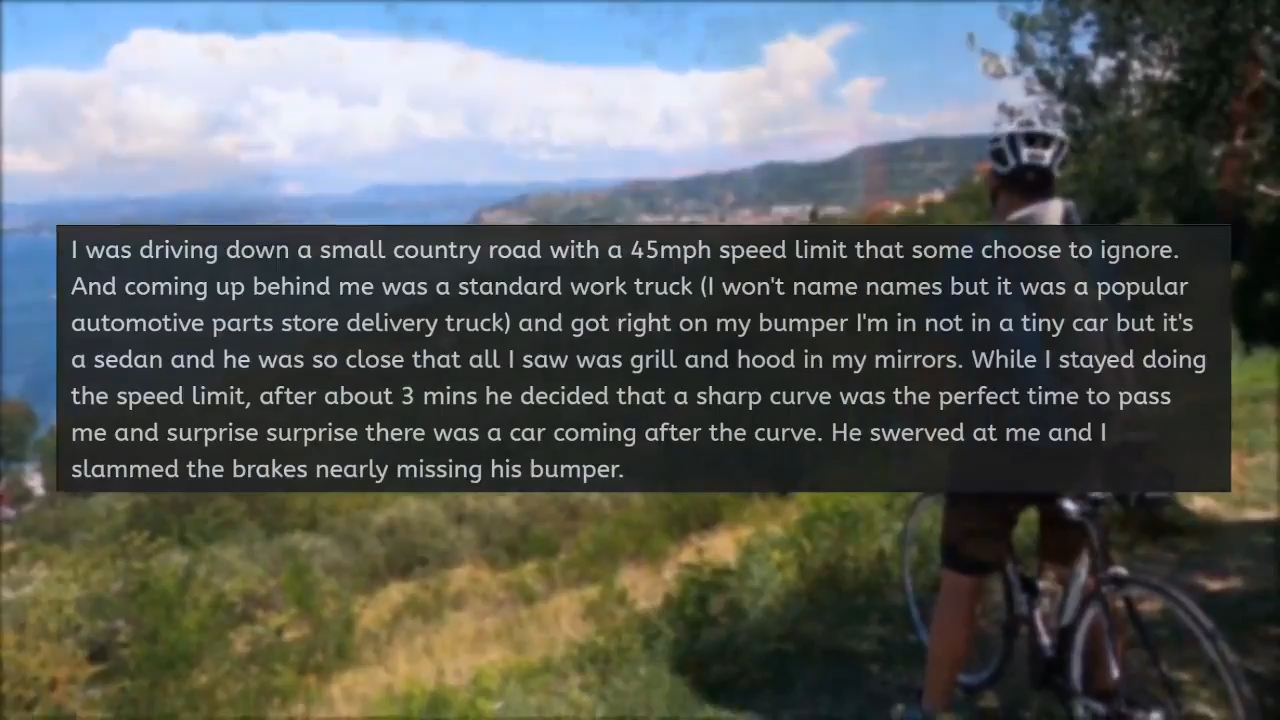 I was driving down a small country road with a 45mph speed limit that some choose to ignore.
And coming up behind me was a standard work truck (I won't name names but it was a popular
automotive parts store delivery truck) and got right on my bumper I'm in not in a tiny car but it's
a sedan and he was so close that all I saw was grill and hood in my mirrors. While I stayed doing
the speed limit, after about 3 mins he decided that a sharp curve was the perfect time to pass
me and surprise surprise there was a car coming after the curve. He swerved at me and I
slammed the brakes nearly missing his bumper.